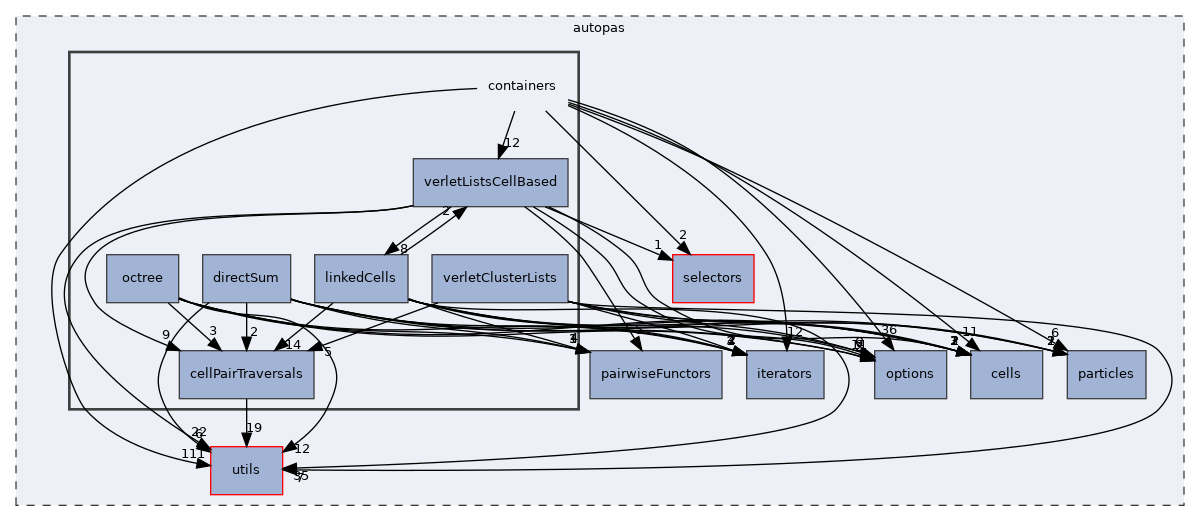 autopas
containers
12
verletListsCellBased
2
8
1
2
octree
directSum
linkedCells
verletClusterLists
selectors
9
3
2
14
5
12
36
11
6
cellPairTraversals
pairwiseFunctors
iterators
options
cells
particles
22
19
111
12
utils